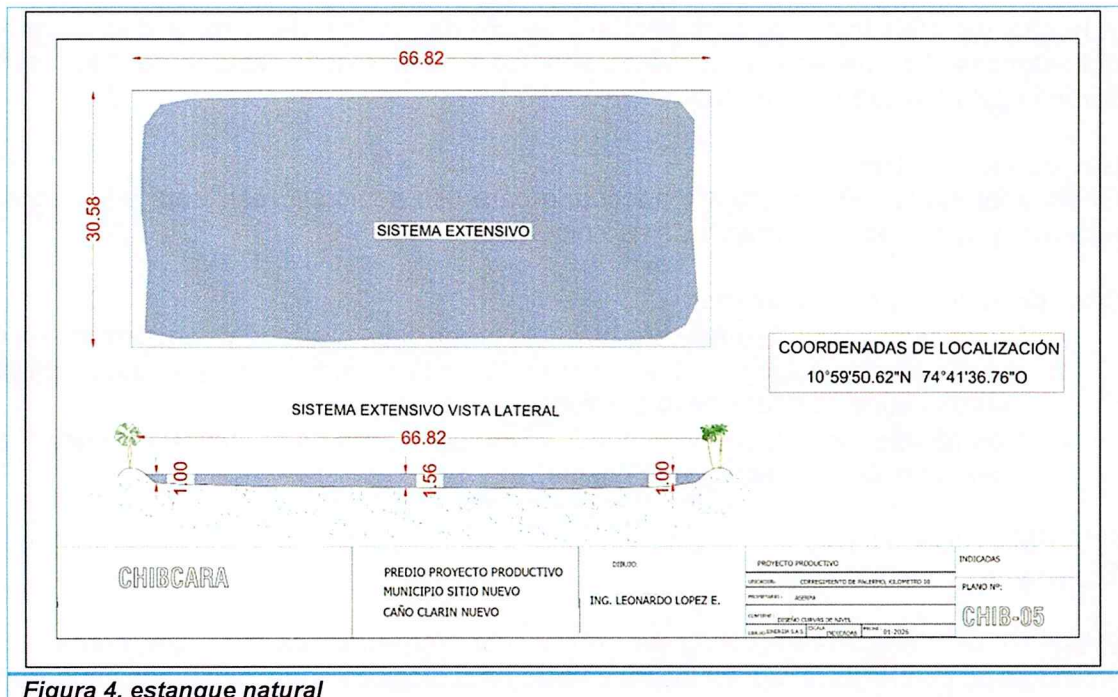 66.82
30.58
SISTEMA EXTENSIVO
COORDENADAS DE LOCALIZACIÓN
10°59'50.62"N 74°41'36.76"O
SISTEMA EXTENSIVO VISTA LATERAL
66.82
1.00
1.56
1.00
CHIBCARA
PREDIO PROYECTO PRODUCTIVO
MUNICIPIO SITIO NUEVO
CAÑO CLARIN NUEVO
DIBUJO:
ING. LEONARDO LOPEZ E.
PROYECTO PRODUCTIVO
CORREGIMIENTO DE PALERMO, KILOMETRO 10
DISEÑO CURVAS DE NIVEL
INDICADAS
01-2026
INDICADAS
PLANO Nº:
CHIB-05
Figura 4. estanque natural